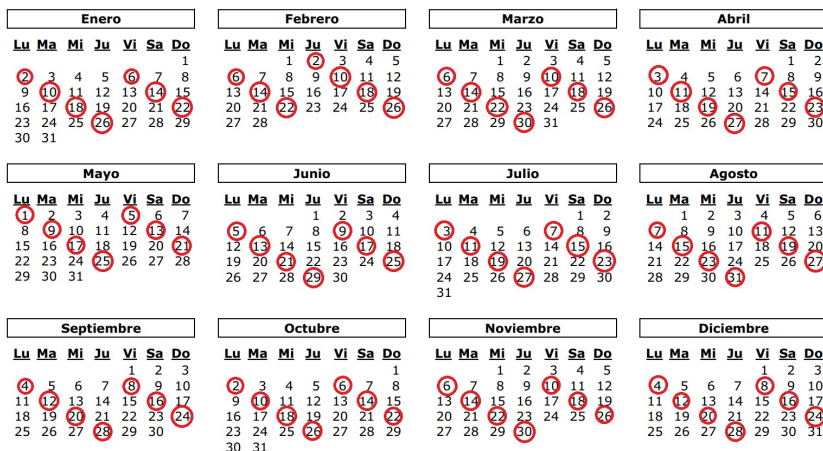 Enero
Lu Ma Mi Ju Vi Sa Do
1
2 3 4 5 6 7 8
9 10 11 12 13 14 15
16 17 18 19 20 21 22
23 24 25 26 27 28 29
30 31
Febrero
Lu Ma Mi Ju Vi Sa Do
1 2 3 4 5
6 7 8 9 10 11 12
13 14 15 16 17 18 19
20 21 22 23 24 25 26
27 28
Marzo
Lu Ma Mi Ju Vi Sa Do
1 2 3 4 5
6 7 8 9 10 11 12
13 14 15 16 17 18 19
20 21 22 23 24 25 26
27 28 29 30 31
Abril
Lu Ma Mi Ju Vi Sa Do
1 2
3 4 5 6 7 8 9
10 11 12 13 14 15 16
17 18 19 20 21 22 23
24 25 26 27 28 29 30
Mayo
Lu Ma Mi Ju Vi Sa Do
1 2 3 4 5 6 7
8 9 10 11 12 13 14
15 16 17 18 19 20 21
22 23 24 25 26 27 28
29 30 31
Junio
Lu Ma Mi Ju Vi Sa Do
1 2 3 4
5 6 7 8 9 10 11
12 13 14 15 16 17 18
19 20 21 22 23 24 25
26 27 28 29 30
Julio
Lu Ma Mi Ju Vi Sa Do
1 2
3 4 5 6 7 8 9
10 11 12 13 14 15 16
17 18 19 20 21 22 23
24 25 26 27 28 29 30
31
Agosto
Lu Ma Mi Ju Vi Sa Do
1 2 3 4 5 6
7 8 9 10 11 12 13
14 15 16 17 18 19 20
21 22 23 24 25 26 27
28 29 30 31
Septiembre
Lu Ma Mi Ju Vi Sa Do
1 2 3
4 5 6 7 8 9 10
11 12 13 14 15 16 17
18 19 20 21 22 23 24
25 26 27 28 29 30
Octubre
Lu Ma Mi Ju Vi Sa Do
1
2 3 4 5 6 7 8
9 10 11 12 13 14 15
16 17 18 19 20 21 22
23 24 25 26 27 28 29
30 31
Noviembre
Lu Ma Mi Ju Vi Sa Do
1 2 3 4 5
6 7 8 9 10 11 12
13 14 15 16 17 18 19
20 21 22 23 24 25 26
27 28 29 30
Diciembre
Lu Ma Mi Ju Vi Sa Do
1 2 3
4 5 6 7 8 9 10
11 12 13 14 15 16 17
18 19 20 21 22 23 24
25 26 27 28 29 30 31